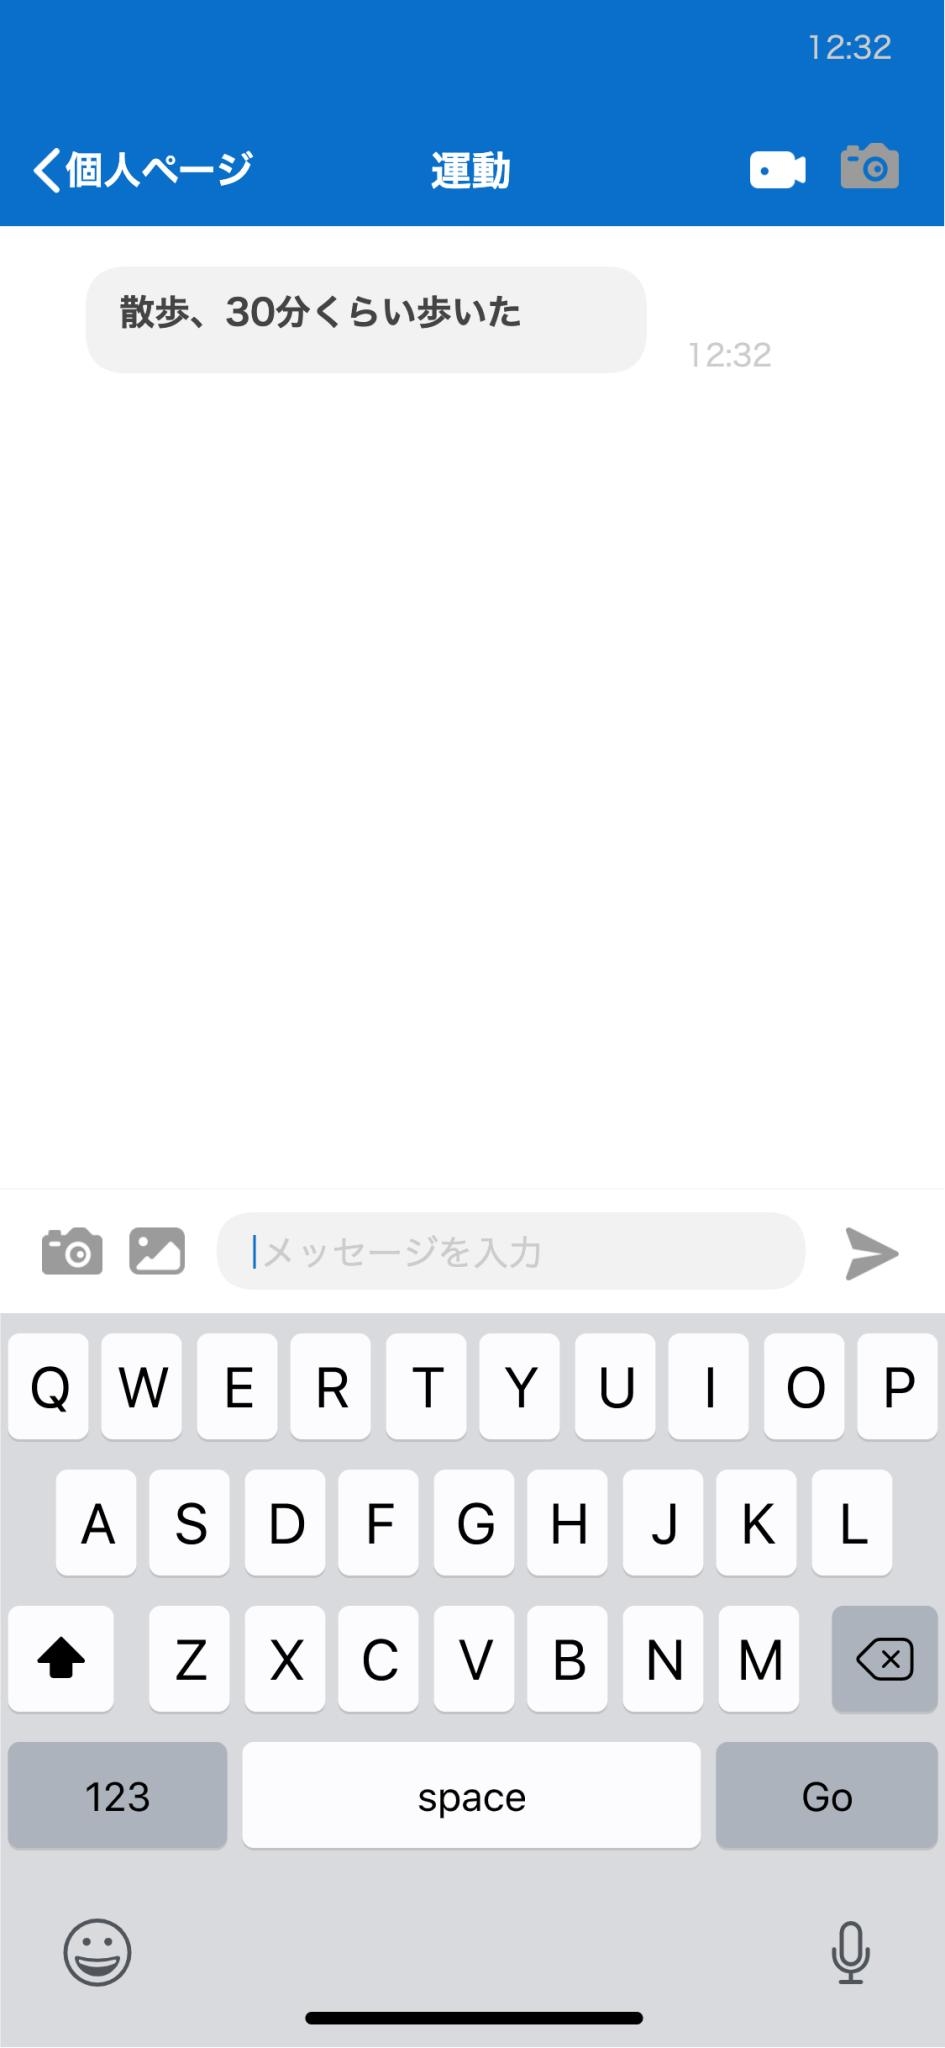 12:32
個人ページ 運動
散歩、30分くらい歩いた
12:32
メッセージを入力
Q W E R T Y U I O P
A S D F G H J K L
Z X C V B N M
123 space Go